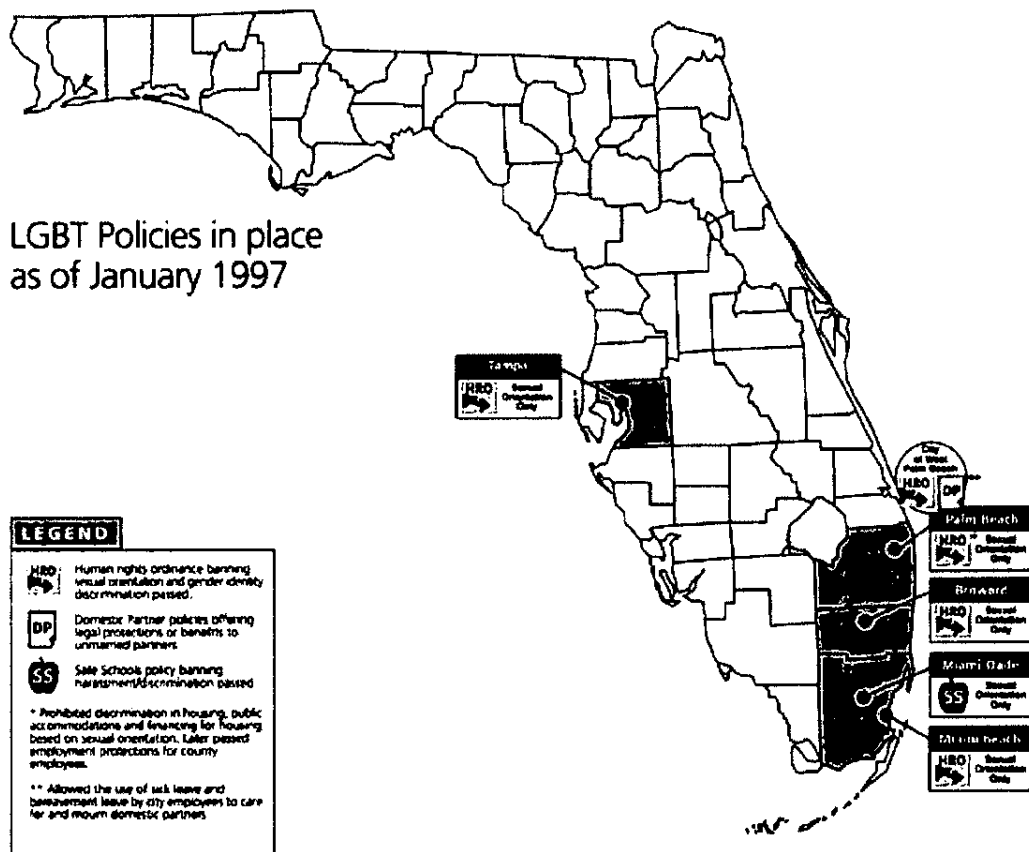 LGBT Policies in place
as of January 1997
Tampa
HRO
Sexual
Orientation
Only
City
of West
Palm Beach
HRO
DP
**
Palm Beach
HRO
*
Sexual
Orientation
Only
Broward
HRO
Sexual
Orientation
Only
Miami Dade
SS
Sexual
Orientation
Only
Miami Beach
HRO
Sexual
Orientation
Only
LEGEND
HRO
Human rights ordinance banning
sexual orientation and gender identity
discrimination passed.
DP
Domestic Partner policies offering
legal protections or benefits to
unmarried partners
SS
Safe Schools policy banning
harassment/discrimination passed
* Prohibited discrimination in housing, public
accommodations and financing for housing
based on sexual orientation. Later passed
employment protections for county
employees.
** Allowed the use of sick leave and
bereavement leave by city employees to care
for and mourn domestic partners